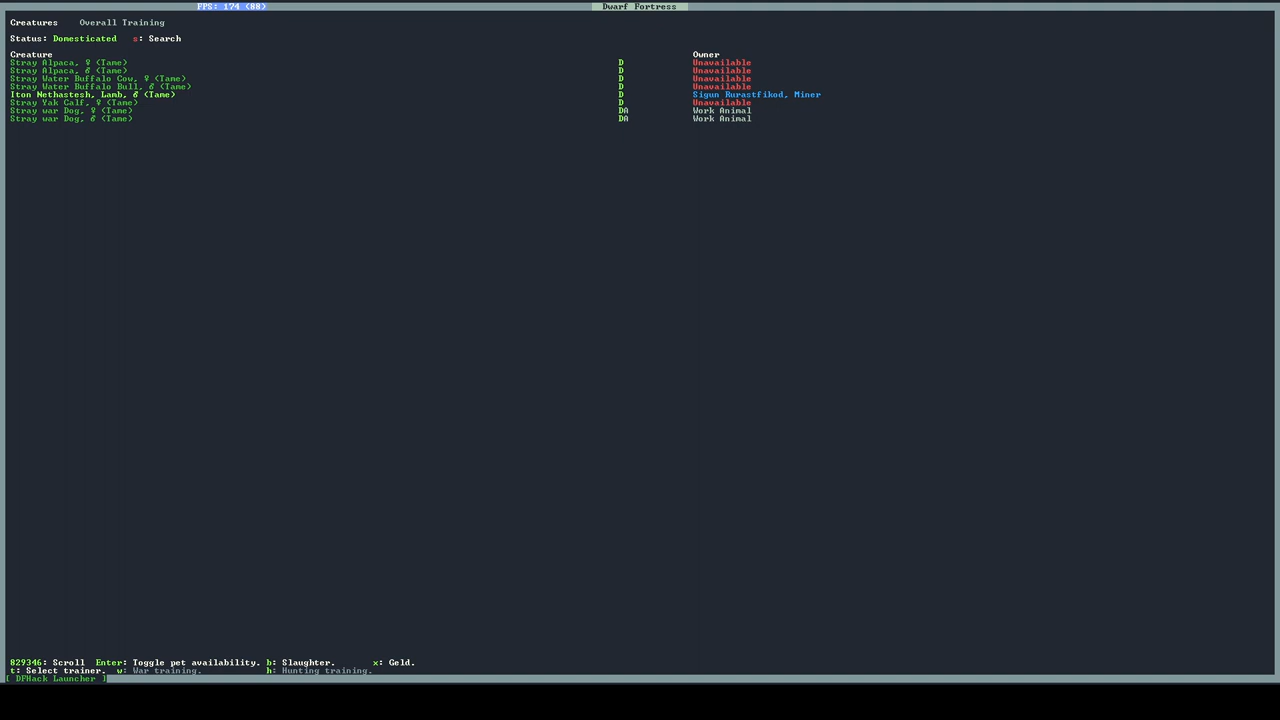 FPS: 174 (88)
Dwarf Fortress
Creatures Overall Training
Status: Domesticated s: Search
Creature Owner
Stray Alpaca, ♀ (Tame) D Unavailable
Stray Alpaca, ♂ (Tame) D Unavailable
Stray Water Buffalo Cow, ♀ (Tame) D Unavailable
Stray Water Buffalo Bull, ♂ (Tame) D Unavailable
Iton Nethastesh, Lamb, ♂ (Tame) D Sigun Rurastfikod, Miner
Stray Yak Calf, ♀ (Tame) D Unavailable
Stray war Dog, ♀ (Tame) DA Work Animal
Stray war Dog, ♂ (Tame) DA Work Animal
829346: Scroll Enter: Toggle pet availability. b: Slaughter. x: Geld.
t: Select trainer. w: War training. h: Hunting training.
[ DFHack Launcher ]